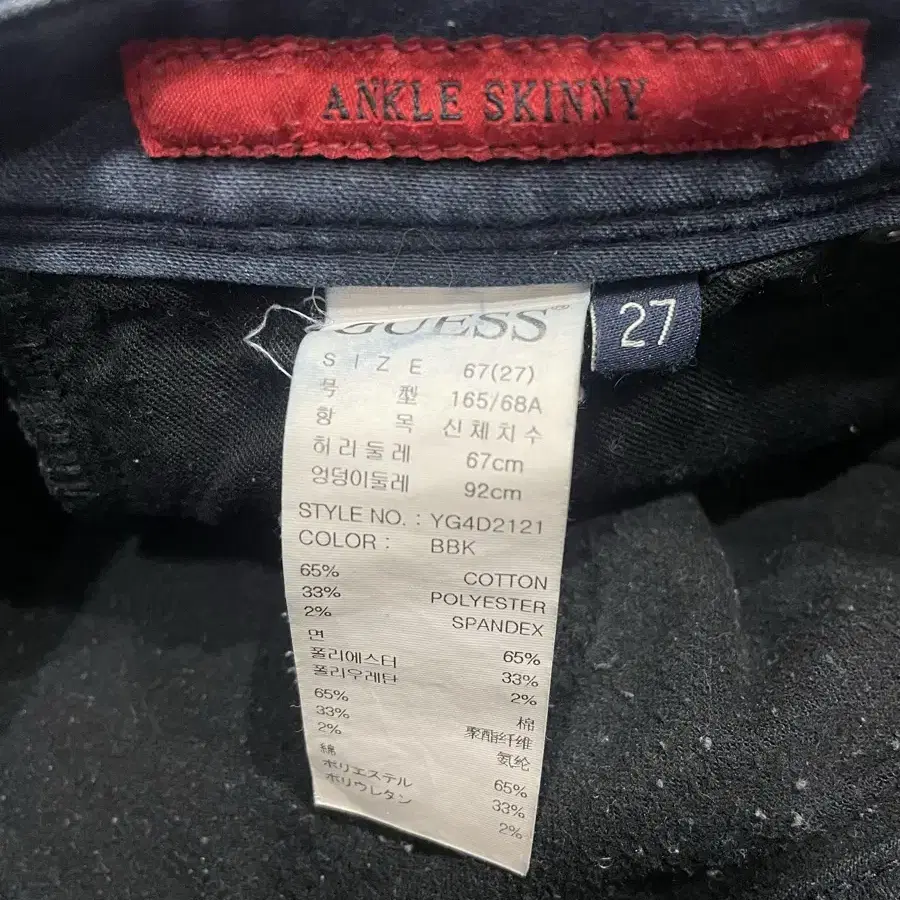 ANKLE SKINNY
27
GUESS®
SIZE 67(27)
号型 165/68A
항목 신체치수
허리둘레 67cm
엉덩이둘레 92cm
STYLE NO. : YG4D2121
COLOR : BBK
65% COTTON
33% POLYESTER
2% SPANDEX
면 65%
폴리에스터 33%
폴리우레탄 2%
65% 棉
33% 聚酯纤维
2% 氨纶
綿 65%
ポリエステル 33%
ポリウレタン 2%